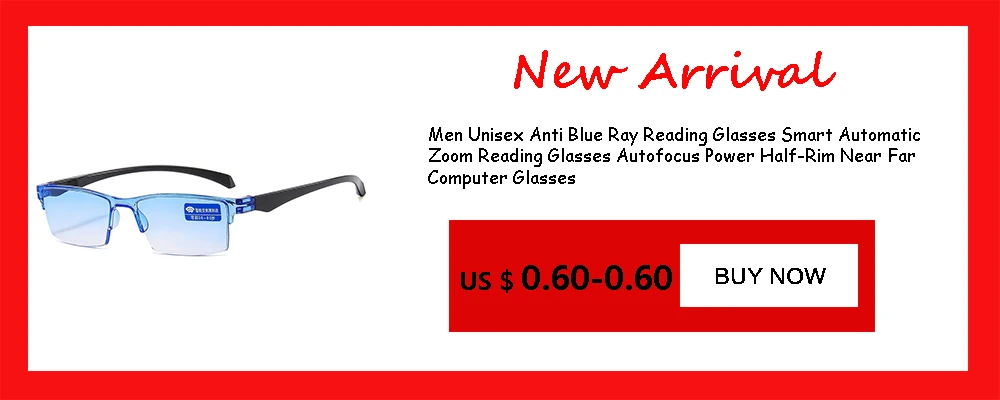 New Arrival
Men Unisex Anti Blue Ray Reading Glasses Smart Automatic
Zoom Reading Glasses Autofocus Power Half-Rim Near Far
Computer Glasses
US $ 0.60-0.60
BUY NOW